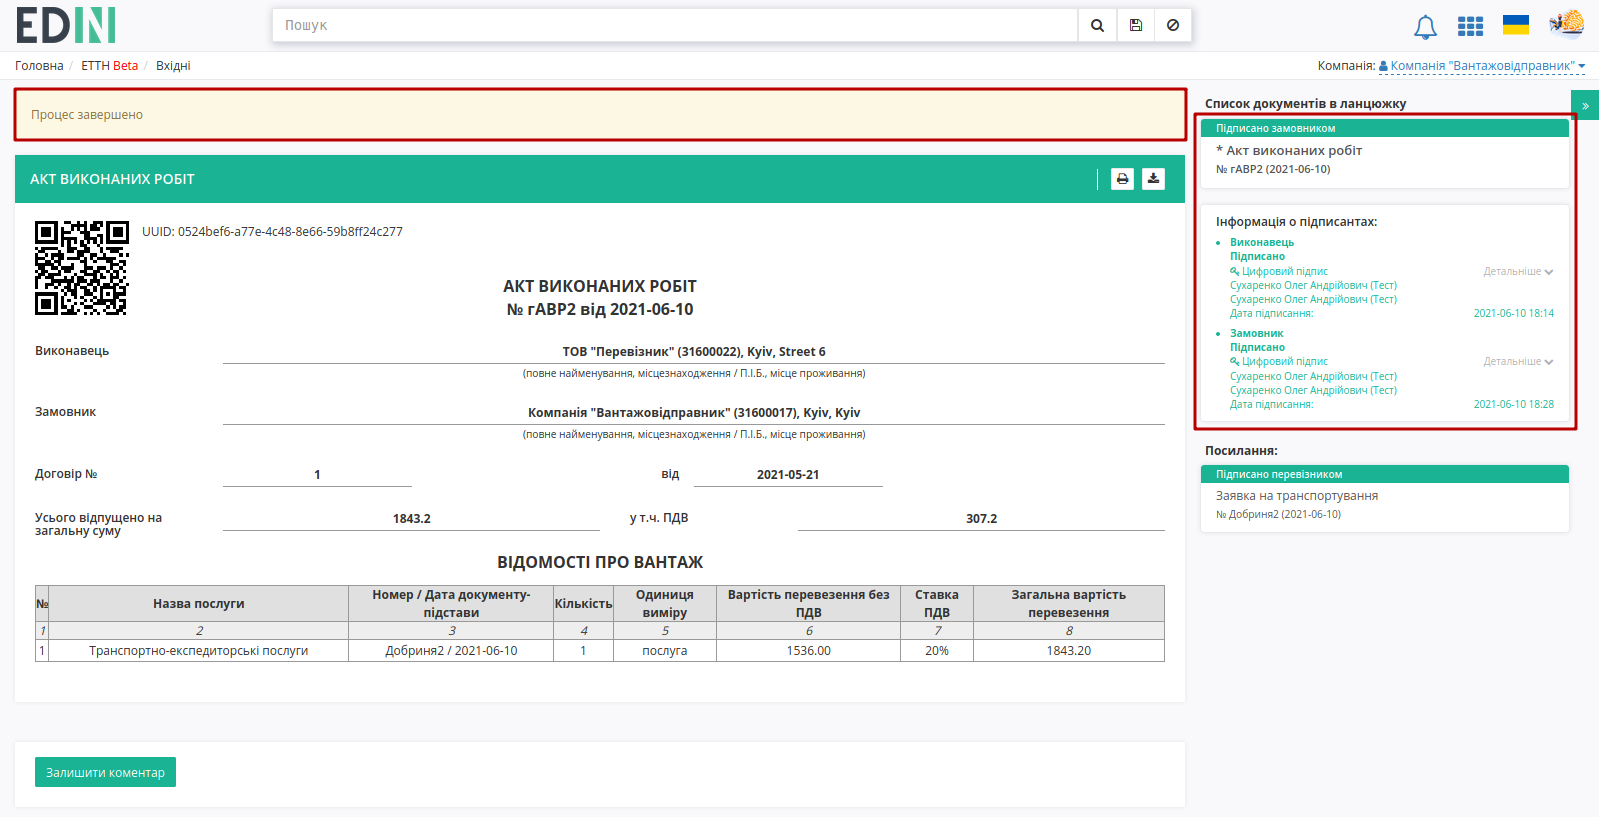 EDIN
Пошук
Головна / ЕТТН Beta / Вхідні
Компанія: Компанія "Вантажовідправник"
Процес завершено
АКТ ВИКОНАНИХ РОБІТ
UUID: 0524bef6-a77e-4c48-8e66-59b8ff24c277
АКТ ВИКОНАНИХ РОБІТ
№ гАВР2 від 2021-06-10
Виконавець
ТОВ "Перевізник" (31600022), Kyiv, Street 6
(повне найменування, місцезнаходження / П.І.Б., місце проживання)
Замовник
Компанія "Вантажовідправник" (31600017), Kyiv, Kyiv
(повне найменування, місцезнаходження / П.І.Б., місце проживання)
Договір № 1 від 2021-05-21
Усього відпущено на
загальну суму
1843.2 у т.ч. ПДВ 307.2
ВІДОМОСТІ ПРО ВАНТАЖ
№ Назва послуги Номер / Дата документу-підстави Кількість Одиниця виміру Вартість перевезення без ПДВ Ставка ПДВ Загальна вартість перевезення
1 2 3 4 5 6 7 8
1 Транспортно-експедиторські послуги Добриня2 / 2021-06-10 1 послуга 1536.00 20% 1843.20
Залишити коментар
Список документів в ланцюжку
»
Підписано замовником
* Акт виконаних робіт
№ гАВР2 (2021-06-10)
Інформація о підписантах:
Виконавець
Підписано
Цифровий підпис Детальніше
Сухаренко Олег Андрійович (Тест)
Сухаренко Олег Андрійович (Тест)
Дата підписання: 2021-06-10 18:14
Замовник
Підписано
Цифровий підпис Детальніше
Сухаренко Олег Андрійович (Тест)
Сухаренко Олег Андрійович (Тест)
Дата підписання: 2021-06-10 18:28
Посилання:
Підписано перевізником
Заявка на транспортування
№ Добриня2 (2021-06-10)